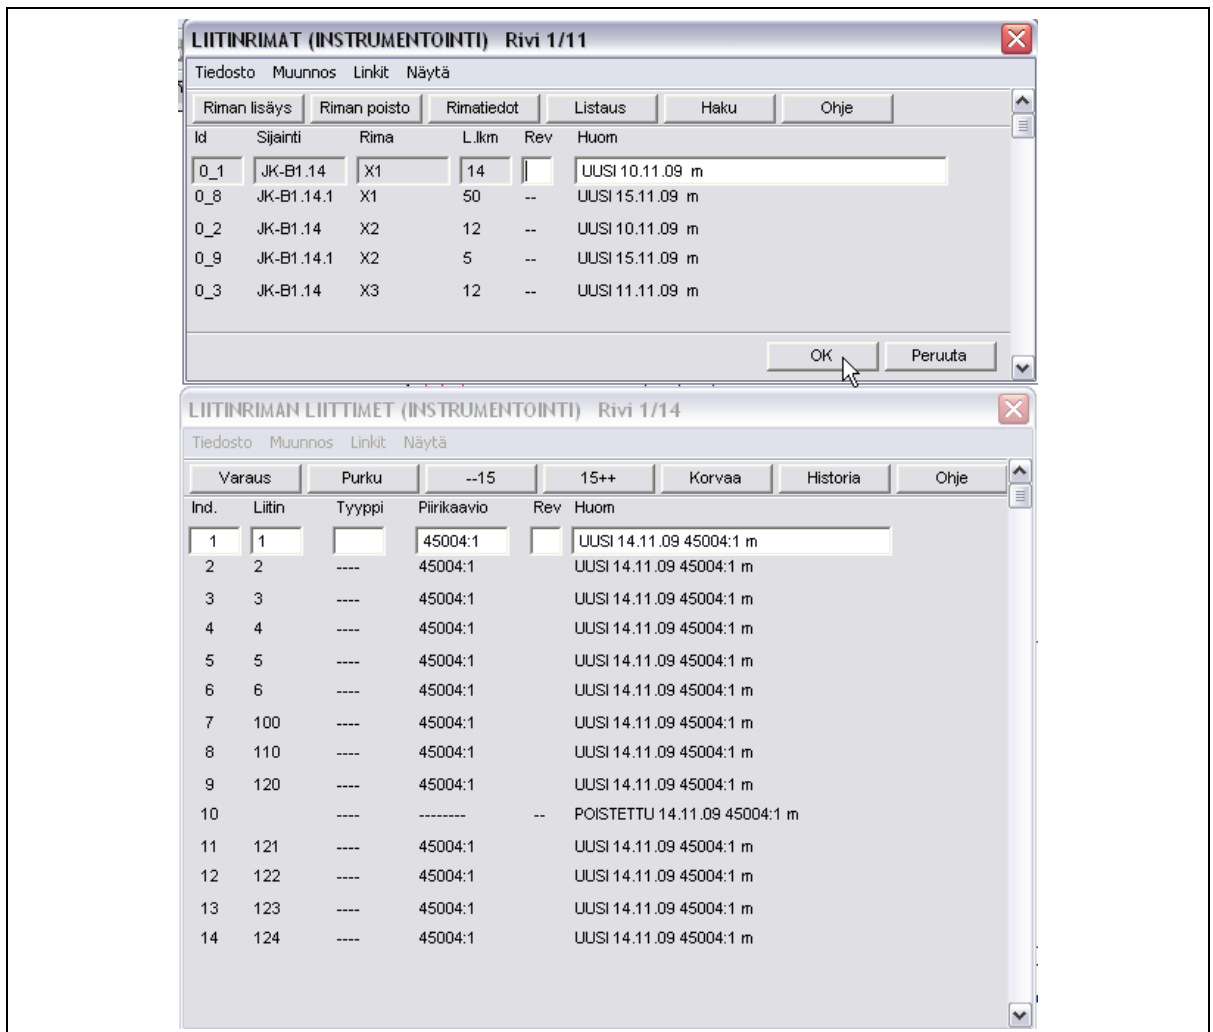 LIITINRIMAT (INSTRUMENTOINTI) Rivi 1/11
Tiedosto Muunnos Linkit Näytä
Riman lisäys Riman poisto Rimatiedot Listaus Haku Ohje
Id Sijainti Rima L.lkm Rev Huom
0_1 JK-B1.14 X1 14 UUSI 10.11.09 m
0_8 JK-B1.14.1 X1 50 -- UUSI 15.11.09 m
0_2 JK-B1.14 X2 12 -- UUSI 10.11.09 m
0_9 JK-B1.14.1 X2 5 -- UUSI 15.11.09 m
0_3 JK-B1.14 X3 12 -- UUSI 11.11.09 m
OK Peruuta
LIITINRIMAN LIITTIMET (INSTRUMENTOINTI) Rivi 1/14
Tiedosto Muunnos Linkit Näytä
Varaus Purku --15 15++ Korvaa Historia Ohje
Ind. Liitin Tyyppi Piirikaavio Rev Huom
1 1 45004:1 UUSI 14.11.09 45004:1 m
2 2 ---- 45004:1 UUSI 14.11.09 45004:1 m
3 3 ---- 45004:1 UUSI 14.11.09 45004:1 m
4 4 ---- 45004:1 UUSI 14.11.09 45004:1 m
5 5 ---- 45004:1 UUSI 14.11.09 45004:1 m
6 6 ---- 45004:1 UUSI 14.11.09 45004:1 m
7 100 ---- 45004:1 UUSI 14.11.09 45004:1 m
8 110 ---- 45004:1 UUSI 14.11.09 45004:1 m
9 120 ---- 45004:1 UUSI 14.11.09 45004:1 m
10 ---- -------- -- POISTETTU 14.11.09 45004:1 m
11 121 ---- 45004:1 UUSI 14.11.09 45004:1 m
12 122 ---- 45004:1 UUSI 14.11.09 45004:1 m
13 123 ---- 45004:1 UUSI 14.11.09 45004:1 m
14 124 ---- 45004:1 UUSI 14.11.09 45004:1 m